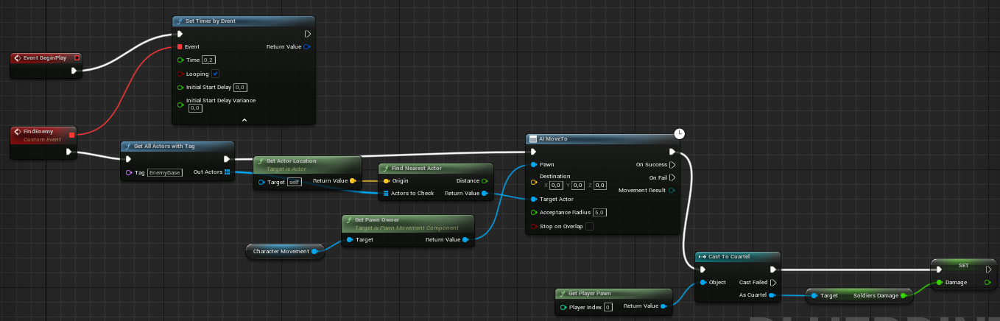 Set Timer by Event
Event
Return Value
Time 0,2
Looping
Initial Start Delay 0,0
Initial Start Delay Variance
0,0
Event BeginPlay
FindEnemy
Custom Event
Get All Actors with Tag
Tag EnemyBase Out Actors
Get Actor Location
Target is Actor
Target self Return Value
Find Nearest Actor
Origin Distance
Actors to Check Return Value
Get Pawn Owner
Target is Pawn Movement Component
Target Return Value
Character Movement
AI MoveTo
Pawn On Success
On Fail
Destination
X 0,0 Y 0,0 Z 0,0
Movement Result
Target Actor
Acceptance Radius 5,0
Stop on Overlap
Cast To Cuartel
Object Cast Failed
As Cuartel
Get Player Pawn
Player Index 0 Return Value
Target Soldiers Damage
SET
Damage